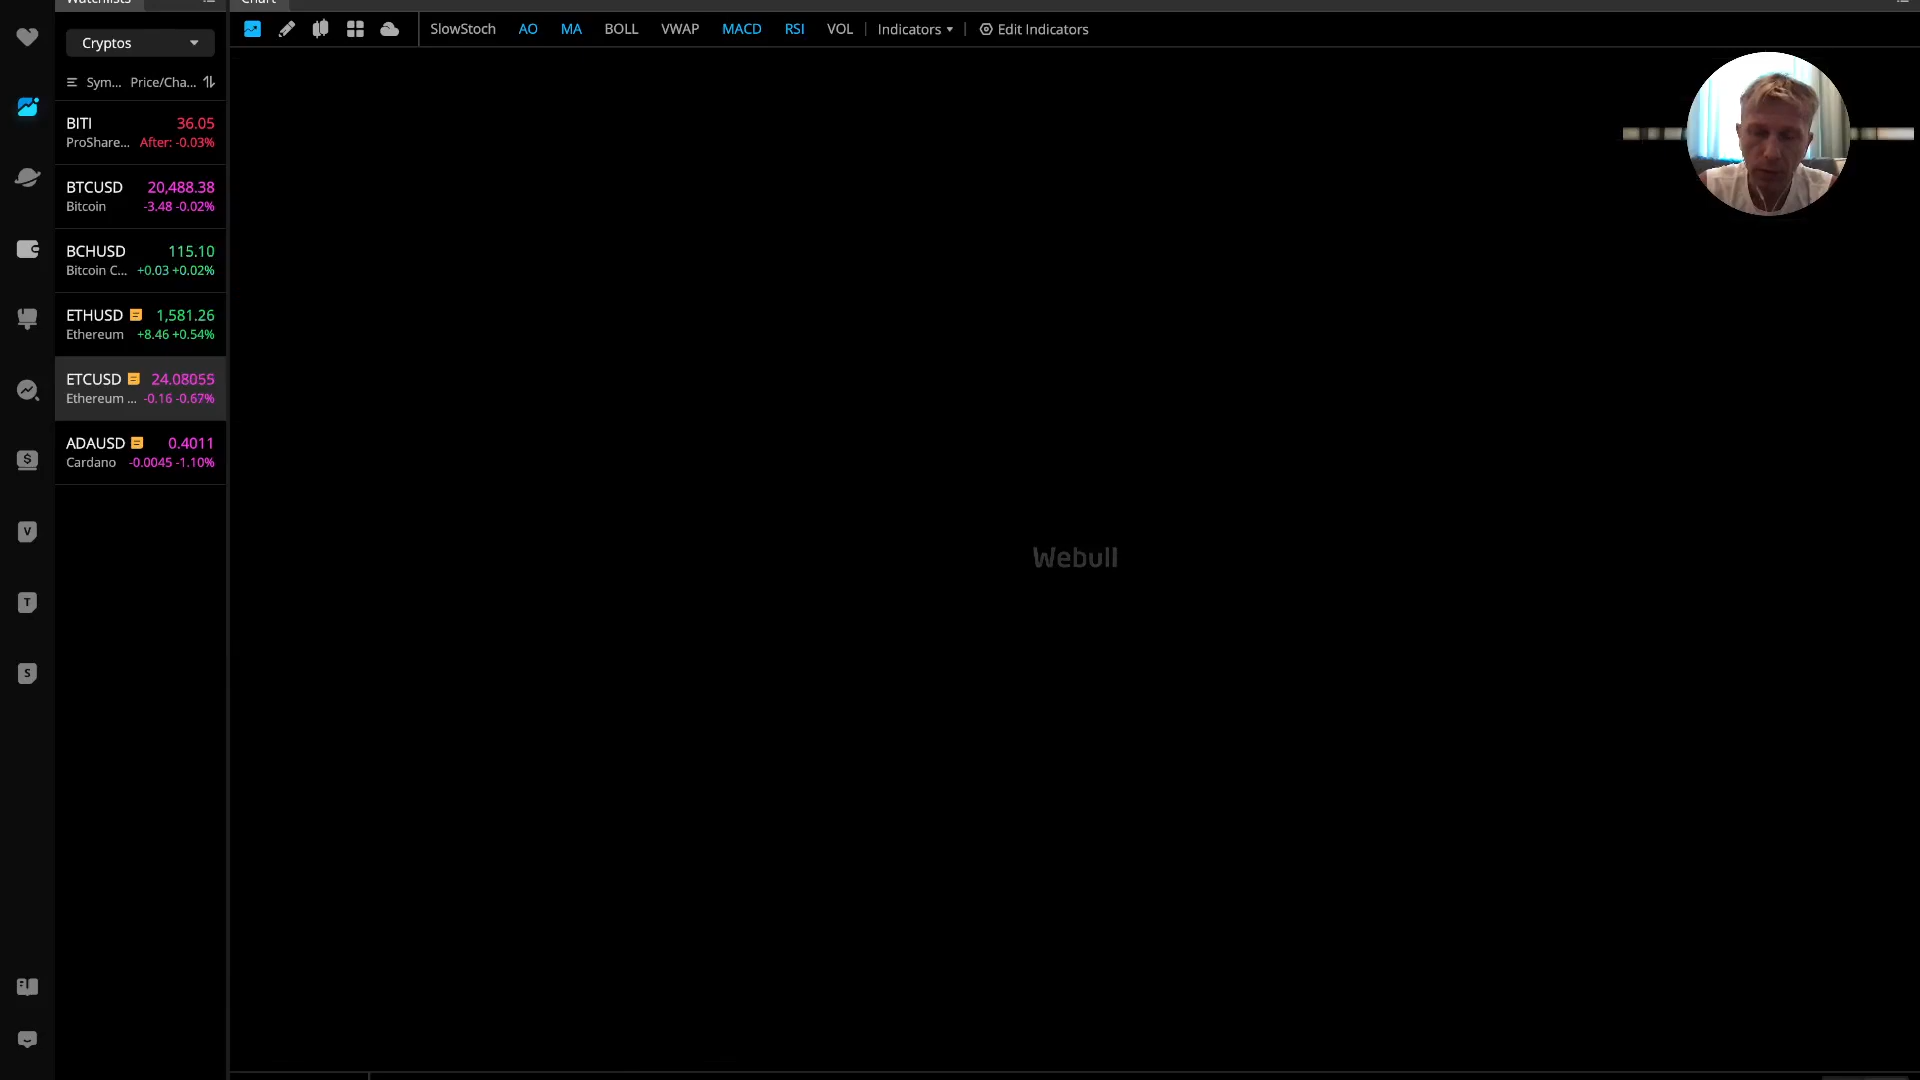 Watchlists
Chart
Cryptos
SlowStoch AO MA BOLL VWAP MACD RSI VOL Indicators Edit Indicators
Sym... Price/Cha...
BITI 36.05
ProShare... After: -0.03%
BTCUSD 20,488.38
Bitcoin -3.48 -0.02%
BCHUSD 115.10
Bitcoin C... +0.03 +0.02%
ETHUSD 1,581.26
Ethereum +8.46 +0.54%
ETCUSD 24.08055
Ethereum ... -0.16 -0.67%
ADAUSD 0.4011
Cardano -0.0045 -1.10%
$
V
T
S
Webull